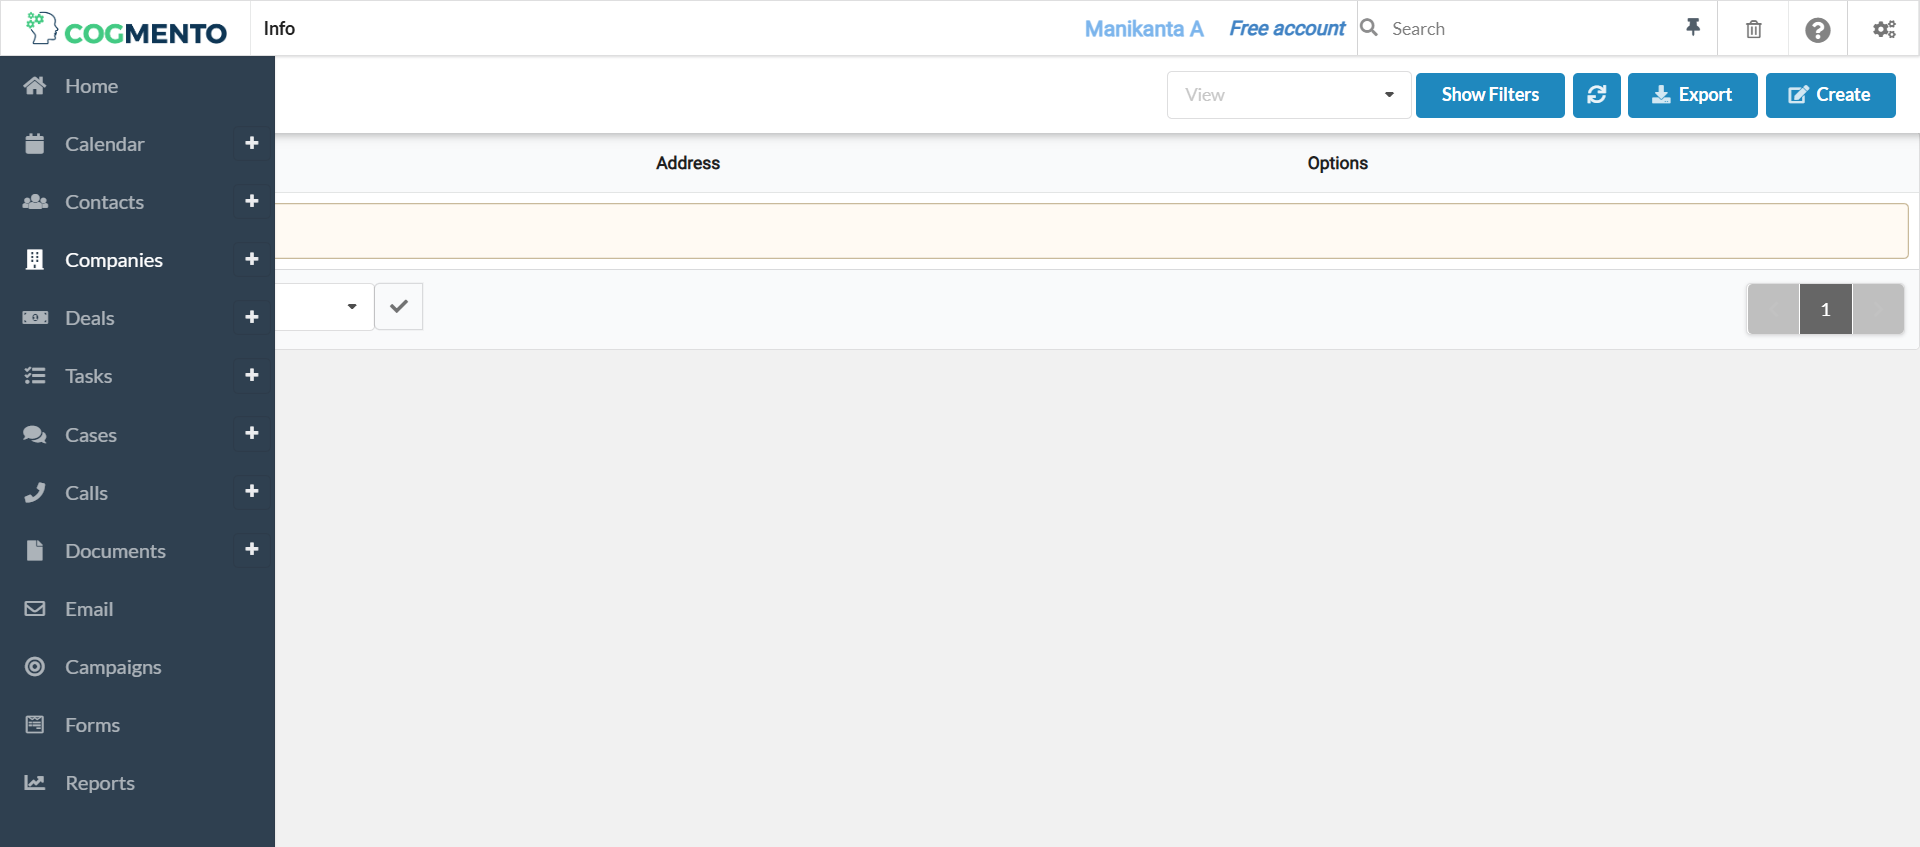 COGMENTO
Info
Manikanta A
Free account
Search
Home
Calendar
Contacts
Companies
Deals
Tasks
Cases
Calls
Documents
Email
Campaigns
Forms
Reports
View
Show Filters
Export
Create
Address
Options
1